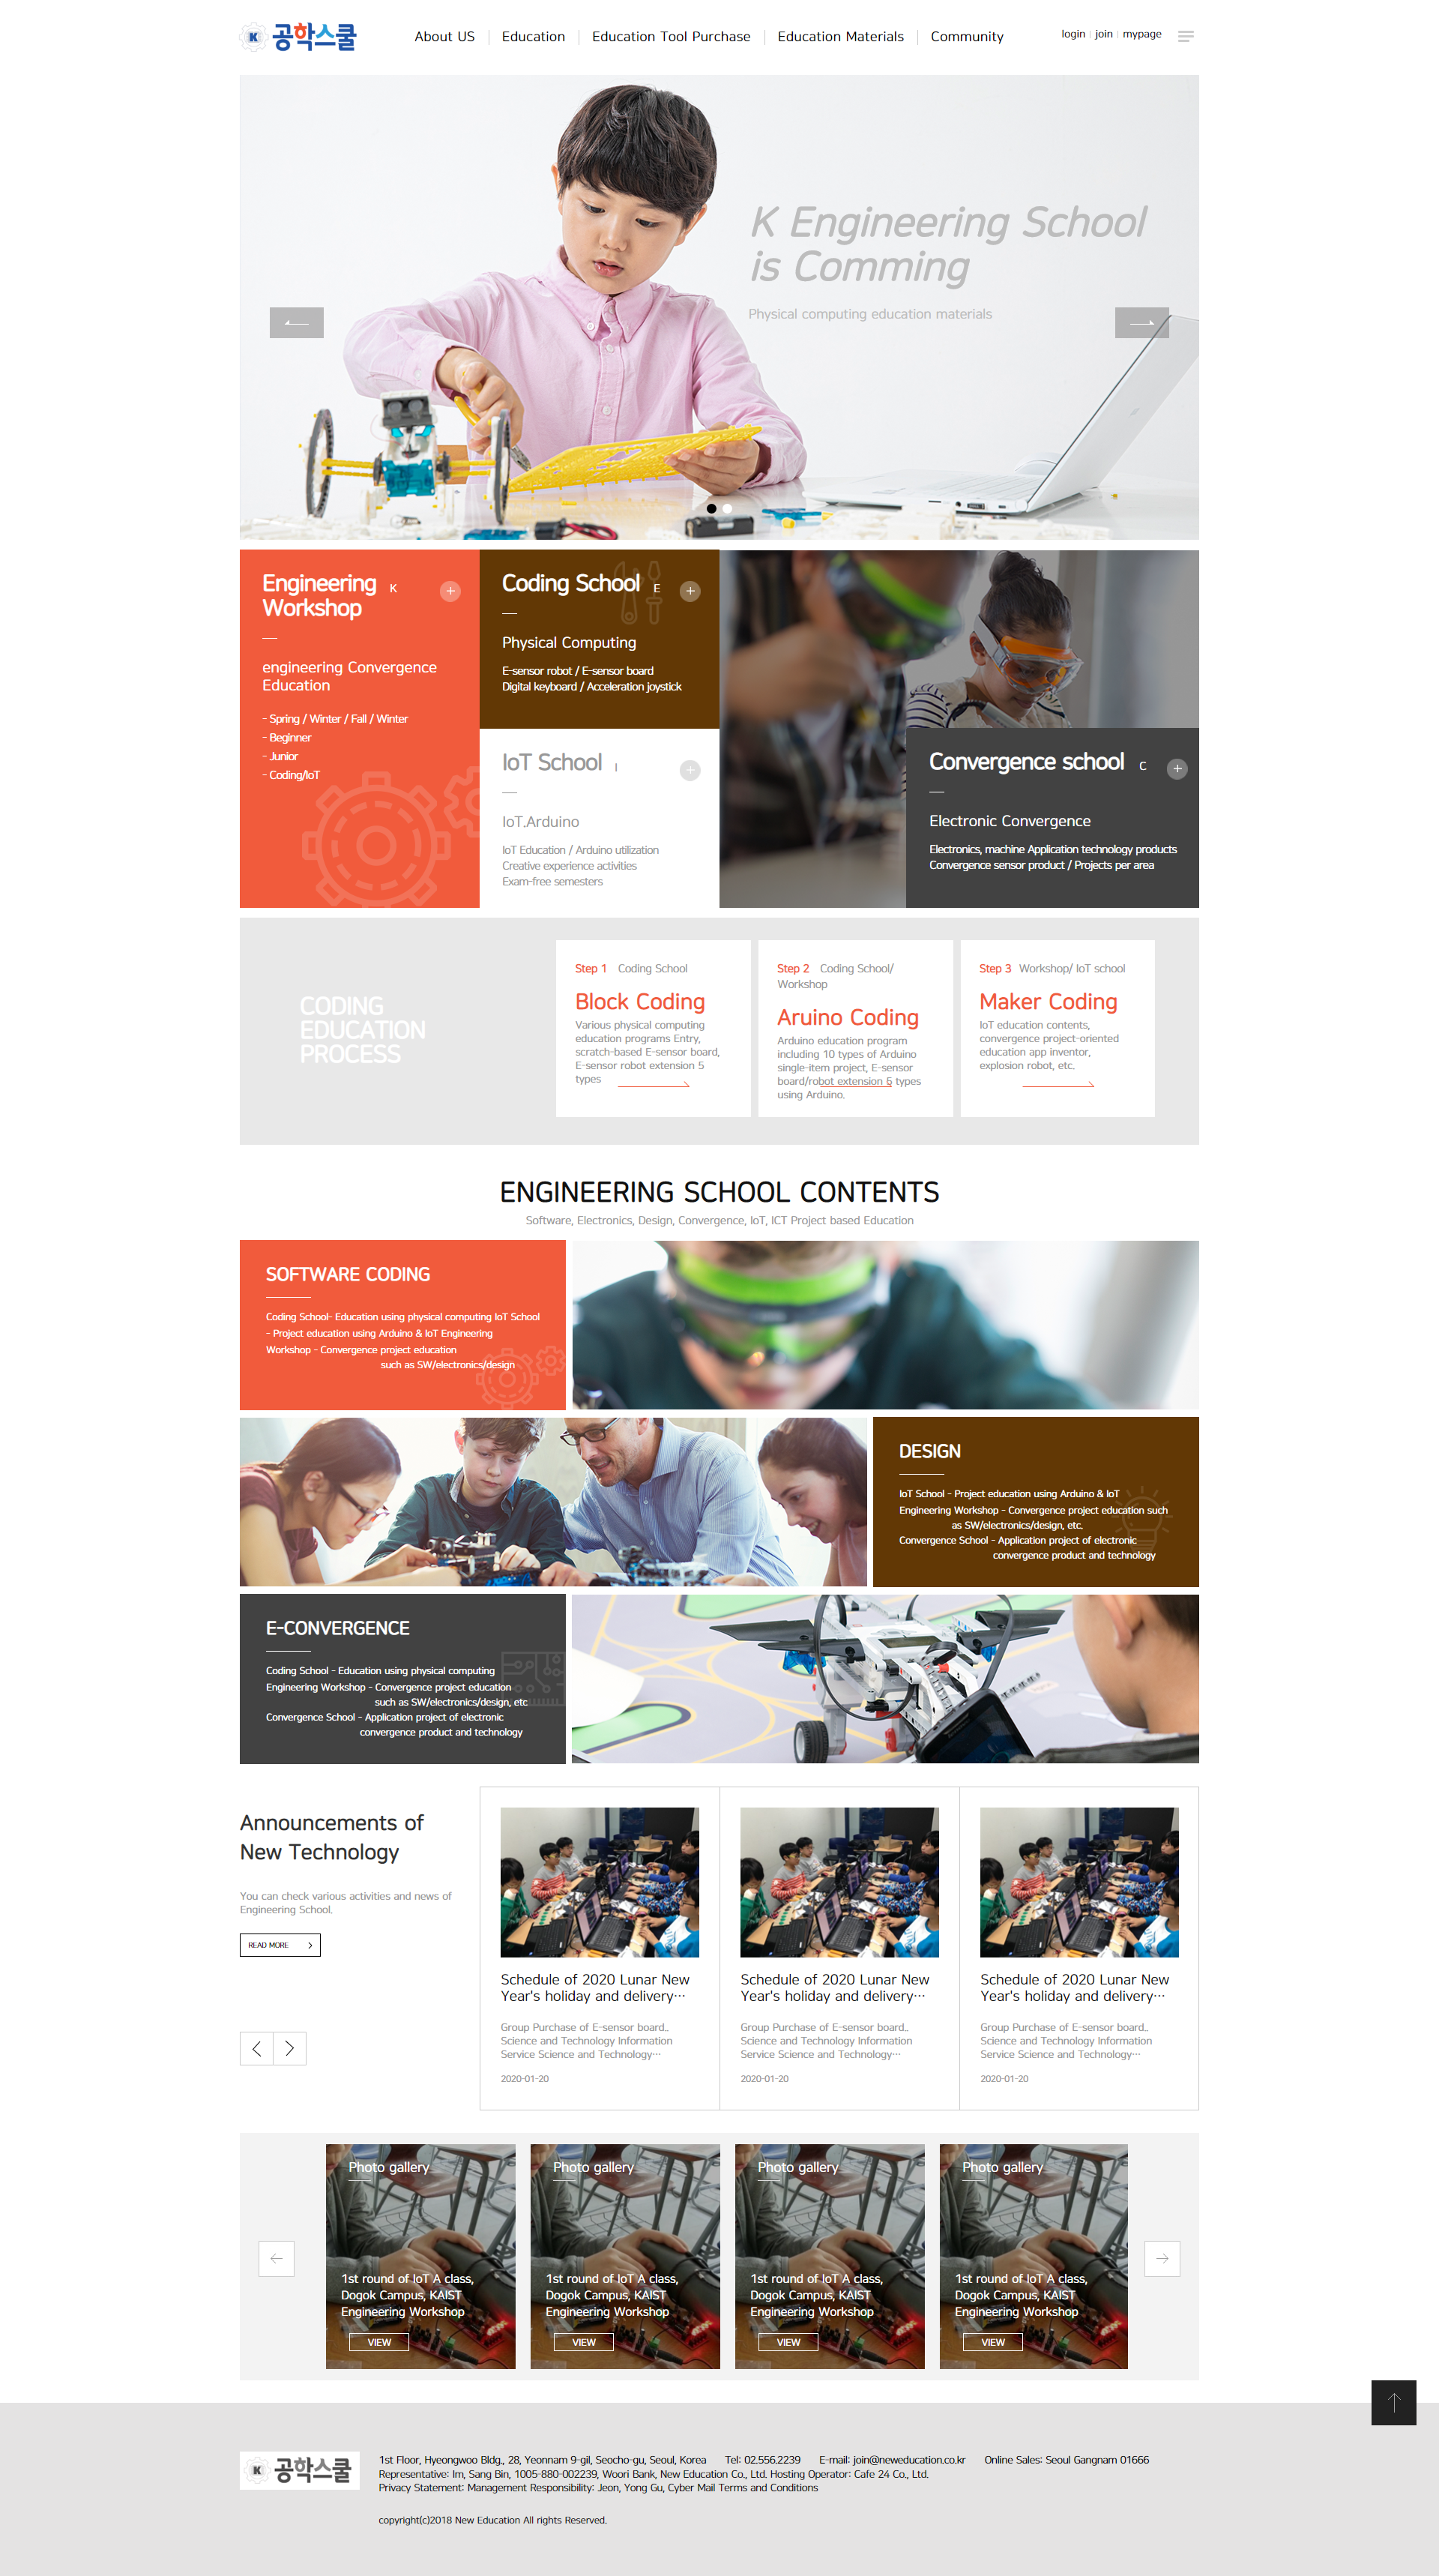 K 공학스쿨
About US | Education | Education Tool Purchase | Education Materials | Community
login | join | mypage
K Engineering School
is Comming
Physical computing education materials
Engineering K
Workshop
engineering Convergence
Education
- Spring / Winter / Fall / Winter
- Beginner
- Junior
- Coding/IoT
Coding School E
Physical Computing
E-sensor robot / E-sensor board
Digital keyboard / Acceleration joystick
IoT School I
IoT.Arduino
IoT Education / Arduino utilization
Creative experience activities
Exam-free semesters
Convergence school C
Electronic Convergence
Electronics, machine Application technology products
Convergence sensor product / Projects per area
CODING
EDUCATION
PROCESS
Step 1 Coding School
Block Coding
Various physical computing
education programs Entry,
scratch-based E-sensor board,
E-sensor robot extension 5
types
Step 2 Coding School/
Workshop
Aruino Coding
Arduino education program
including 10 types of Arduino
single-item project, E-sensor
board/robot extension 5 types
using Arduino.
Step 3 Workshop/ IoT school
Maker Coding
IoT education contents,
convergence project-oriented
education app inventor,
explosion robot, etc.
ENGINEERING SCHOOL CONTENTS
Software, Electronics, Design, Convergence, IoT, ICT Project based Education
SOFTWARE CODING
Coding School- Education using physical computing IoT School
- Project education using Arduino & IoT Engineering
Workshop - Convergence project education
such as SW/electronics/design
DESIGN
IoT School - Project education using Arduino & IoT
Engineering Workshop - Convergence project education such
as SW/electronics/design, etc.
Convergence School - Application project of electronic
convergence product and technology
E-CONVERGENCE
Coding School - Education using physical computing
Engineering Workshop - Convergence project education
such as SW/electronics/design, etc
Convergence School - Application project of electronic
convergence product and technology
Announcements of
New Technology
You can check various activities and news of
Engineering School.
READ MORE
Schedule of 2020 Lunar New
Year's holiday and delivery…
Group Purchase of E-sensor board..
Science and Technology Information
Service Science and Technology…
2020-01-20
Schedule of 2020 Lunar New
Year's holiday and delivery…
Group Purchase of E-sensor board..
Science and Technology Information
Service Science and Technology…
2020-01-20
Schedule of 2020 Lunar New
Year's holiday and delivery…
Group Purchase of E-sensor board..
Science and Technology Information
Service Science and Technology…
2020-01-20
Photo gallery
1st round of IoT A class,
Dogok Campus, KAIST
Engineering Workshop
VIEW
Photo gallery
1st round of IoT A class,
Dogok Campus, KAIST
Engineering Workshop
VIEW
Photo gallery
1st round of IoT A class,
Dogok Campus, KAIST
Engineering Workshop
VIEW
Photo gallery
1st round of IoT A class,
Dogok Campus, KAIST
Engineering Workshop
VIEW
K 공학스쿨
1st Floor, Hyeongwoo Bldg., 28, Yeonnam 9-gil, Seocho-gu, Seoul, Korea Tel: 02.556.2239 E-mail: join@neweducation.co.kr Online Sales: Seoul Gangnam 01666
Representative: Im, Sang Bin, 1005-880-002239, Woori Bank, New Education Co., Ltd. Hosting Operator: Cafe 24 Co., Ltd.
Privacy Statement: Management Responsibility: Jeon, Yong Gu, Cyber Mail Terms and Conditions
copyright(c)2018 New Education All rights Reserved.